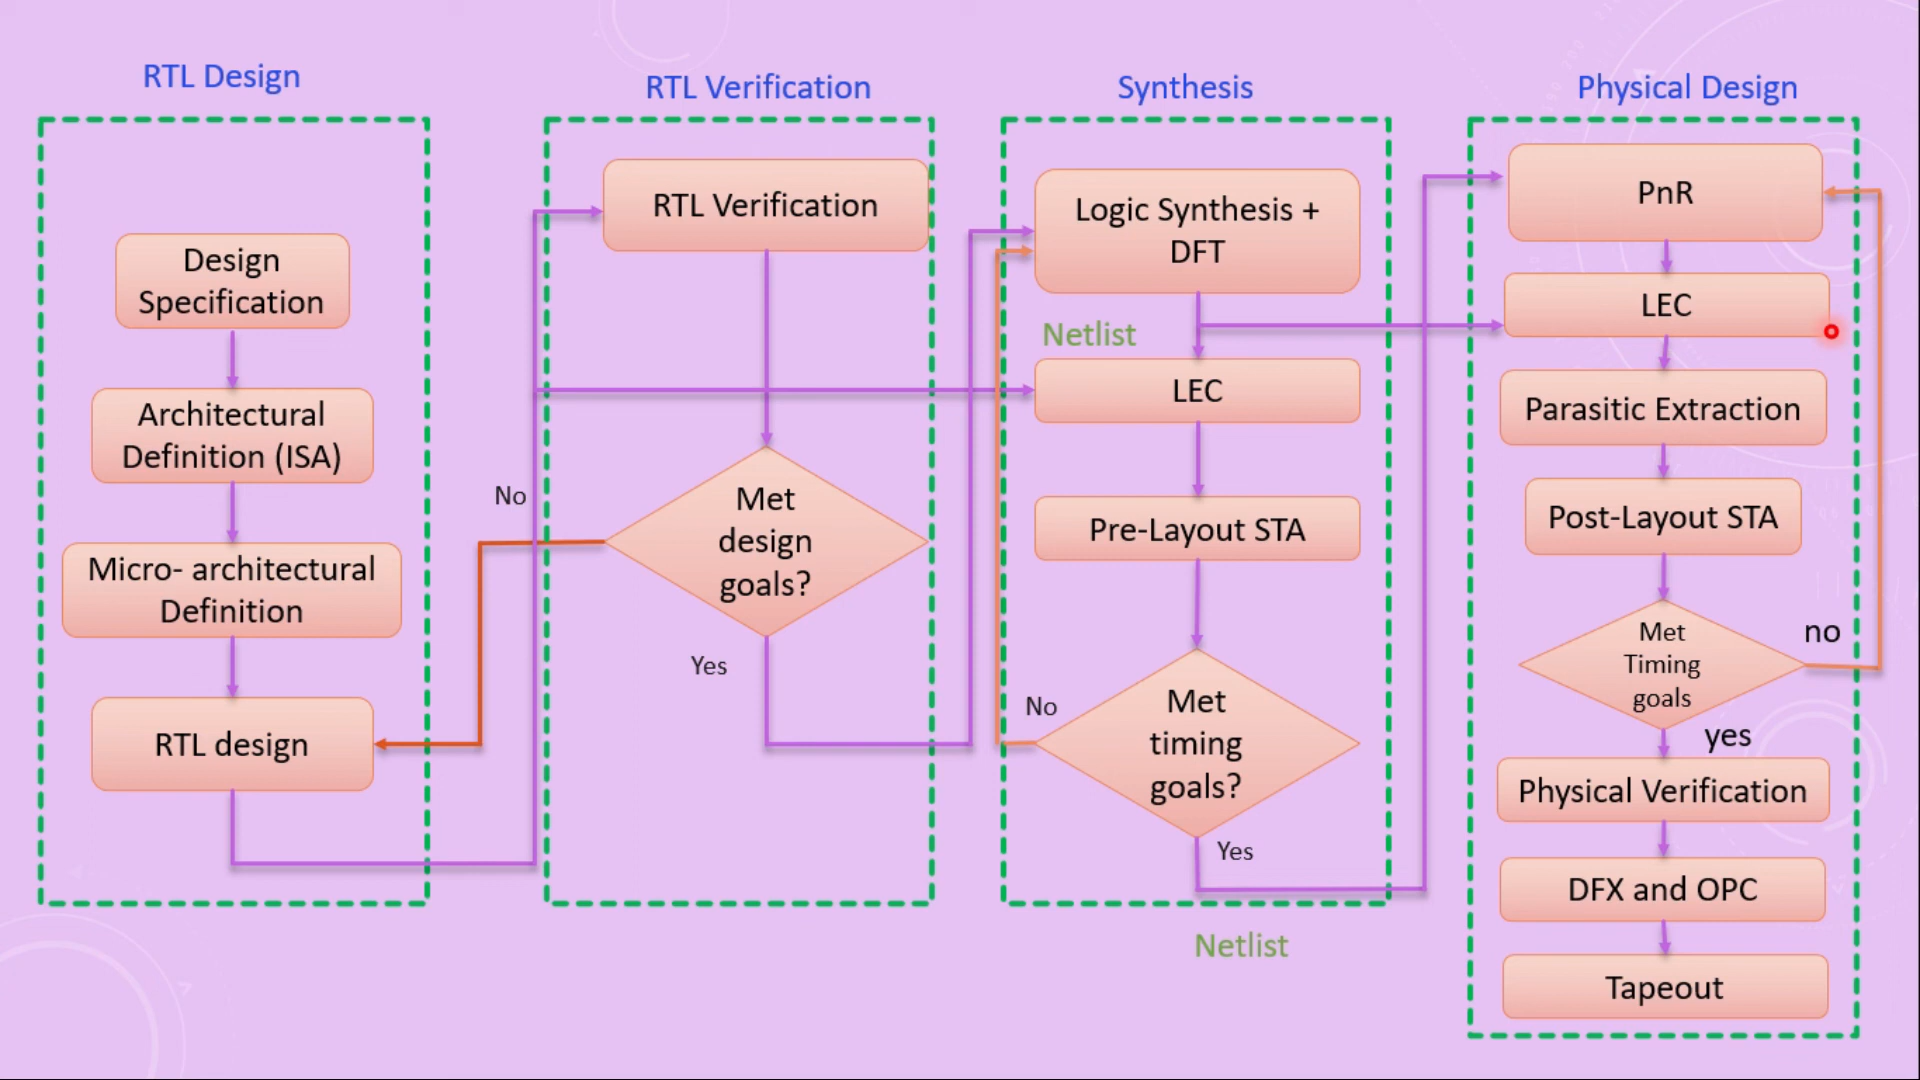 RTL Design
Design
Specification
Architectural
Definition (ISA)
Micro- architectural
Definition
RTL design
RTL Verification
RTL Verification
Met
design
goals?
No
Yes
Synthesis
Logic Synthesis +
DFT
Netlist
LEC
Pre-Layout STA
Met
timing
goals?
No
Yes
Netlist
Physical Design
PnR
LEC
Parasitic Extraction
Post-Layout STA
Met
Timing
goals
no
yes
Physical Verification
DFX and OPC
Tapeout